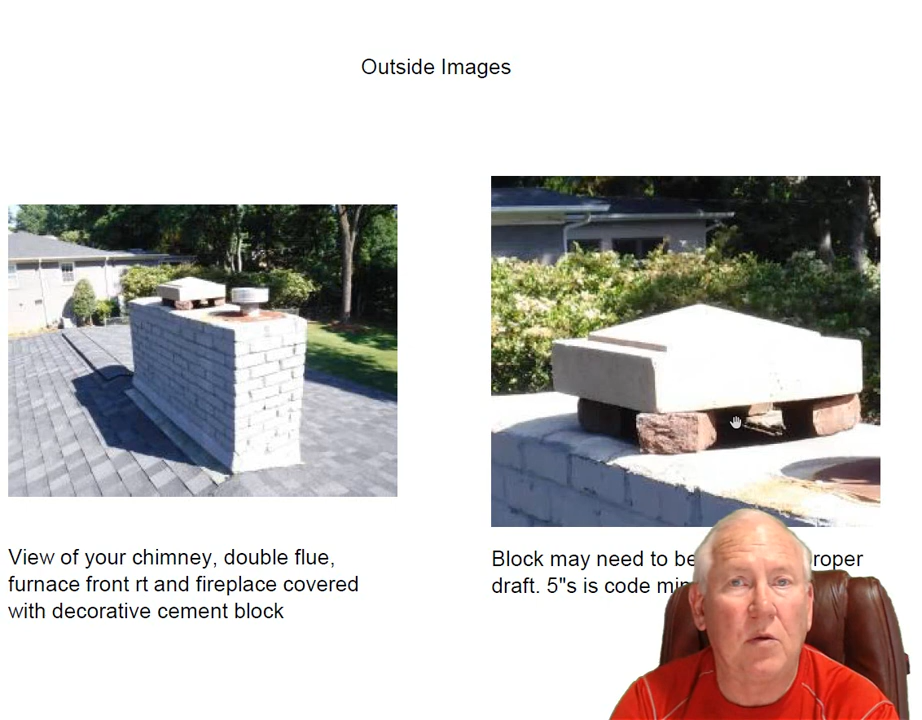 Outside Images
View of your chimney, double flue,
furnace front rt and fireplace covered
with decorative cement block
Block may need to be
draft. 5"s is code